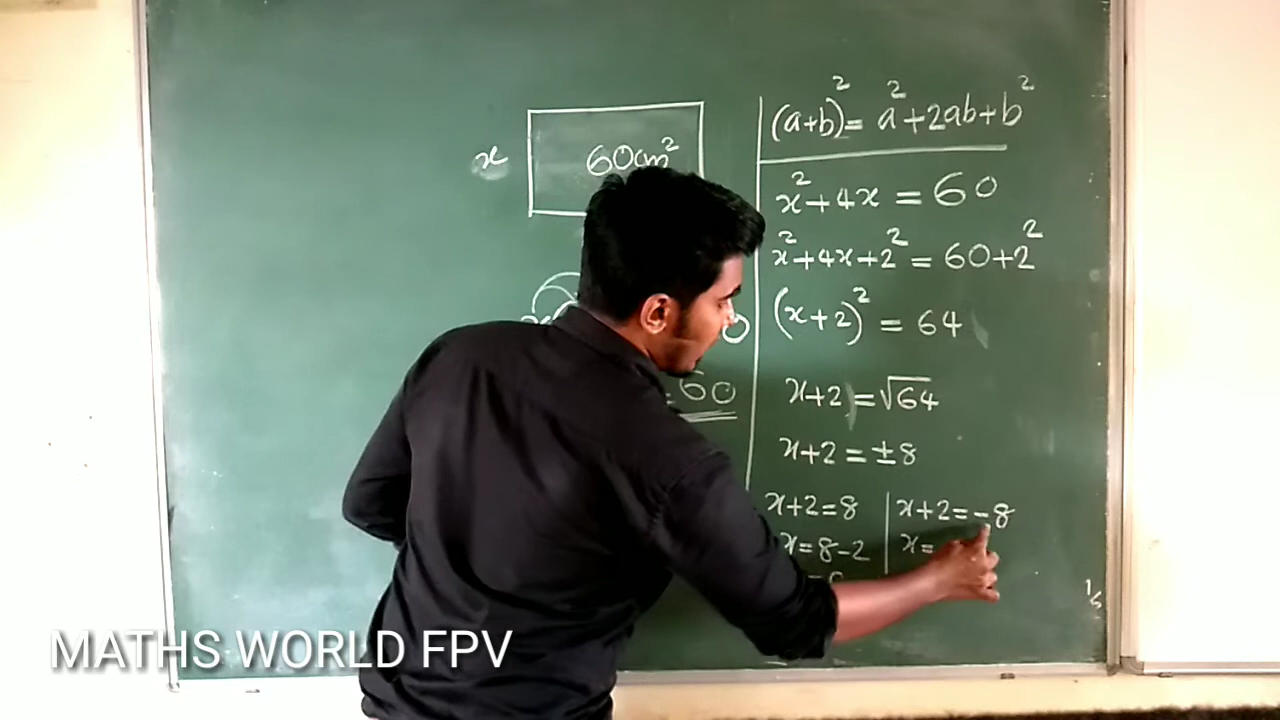 x
60cm²
0
= 60
(a+b)² = a²+2ab+b²
x²+4x = 60
x²+4x+2² = 60+2²
(x+2)² = 64
x+2 = √64
x+2 = ±8
x+2=8
x=8-2
x+2=-8
x=
MATHS WORLD FPV